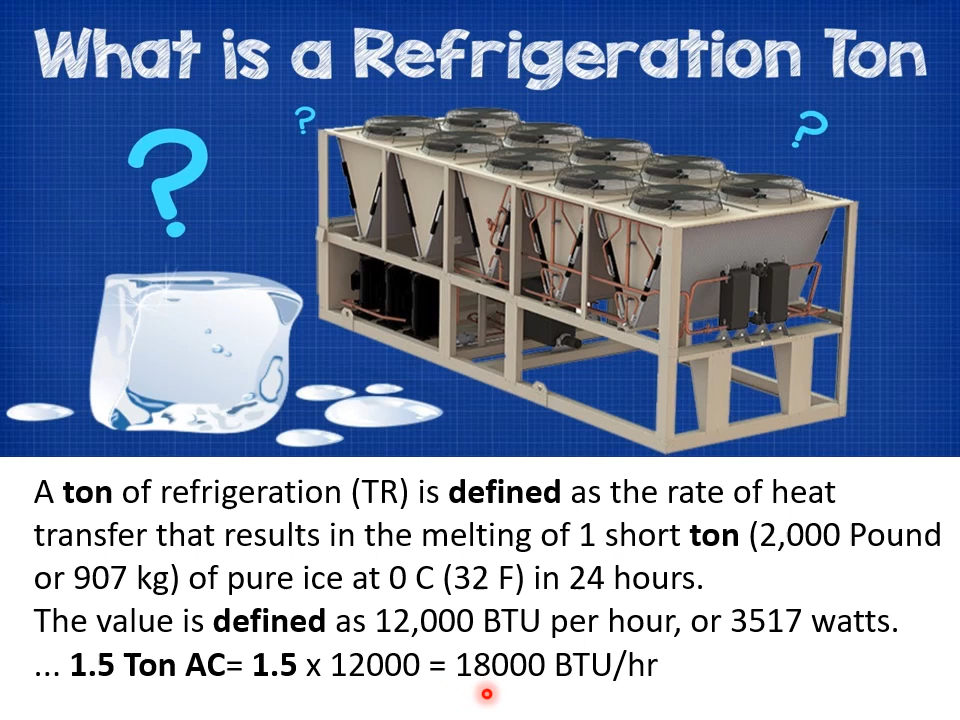 What is a Refrigeration Ton
? ? ?
A ton of refrigeration (TR) is defined as the rate of heat
transfer that results in the melting of 1 short ton (2,000 Pound
or 907 kg) of pure ice at 0 C (32 F) in 24 hours.
The value is defined as 12,000 BTU per hour, or 3517 watts.
... 1.5 Ton AC= 1.5 x 12000 = 18000 BTU/hr